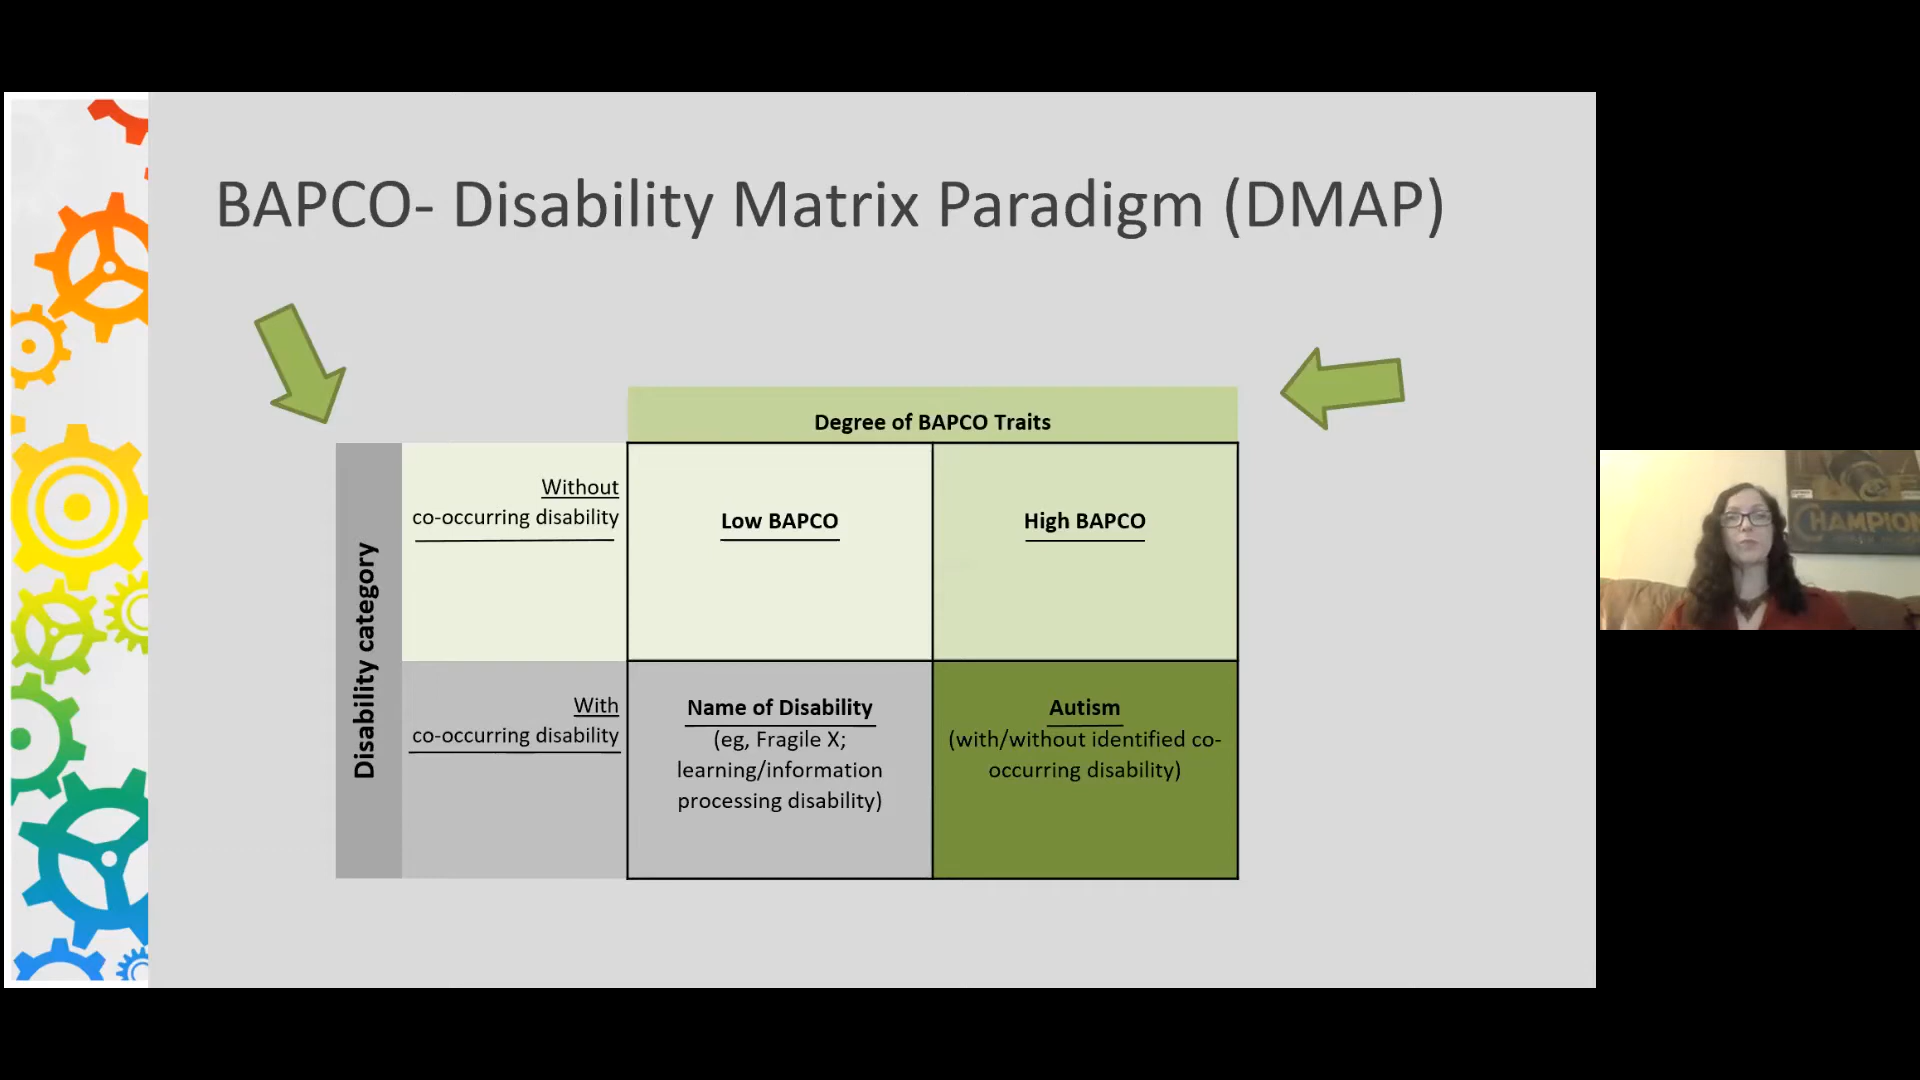 BAPCO- Disability Matrix Paradigm (DMAP)
Degree of BAPCO Traits
Disability category
Without
co-occurring disability
Low BAPCO
High BAPCO
With
co-occurring disability
Name of Disability
(eg, Fragile X;
learning/information
processing disability)
Autism
(with/without identified co-
occurring disability)
CHAMPION